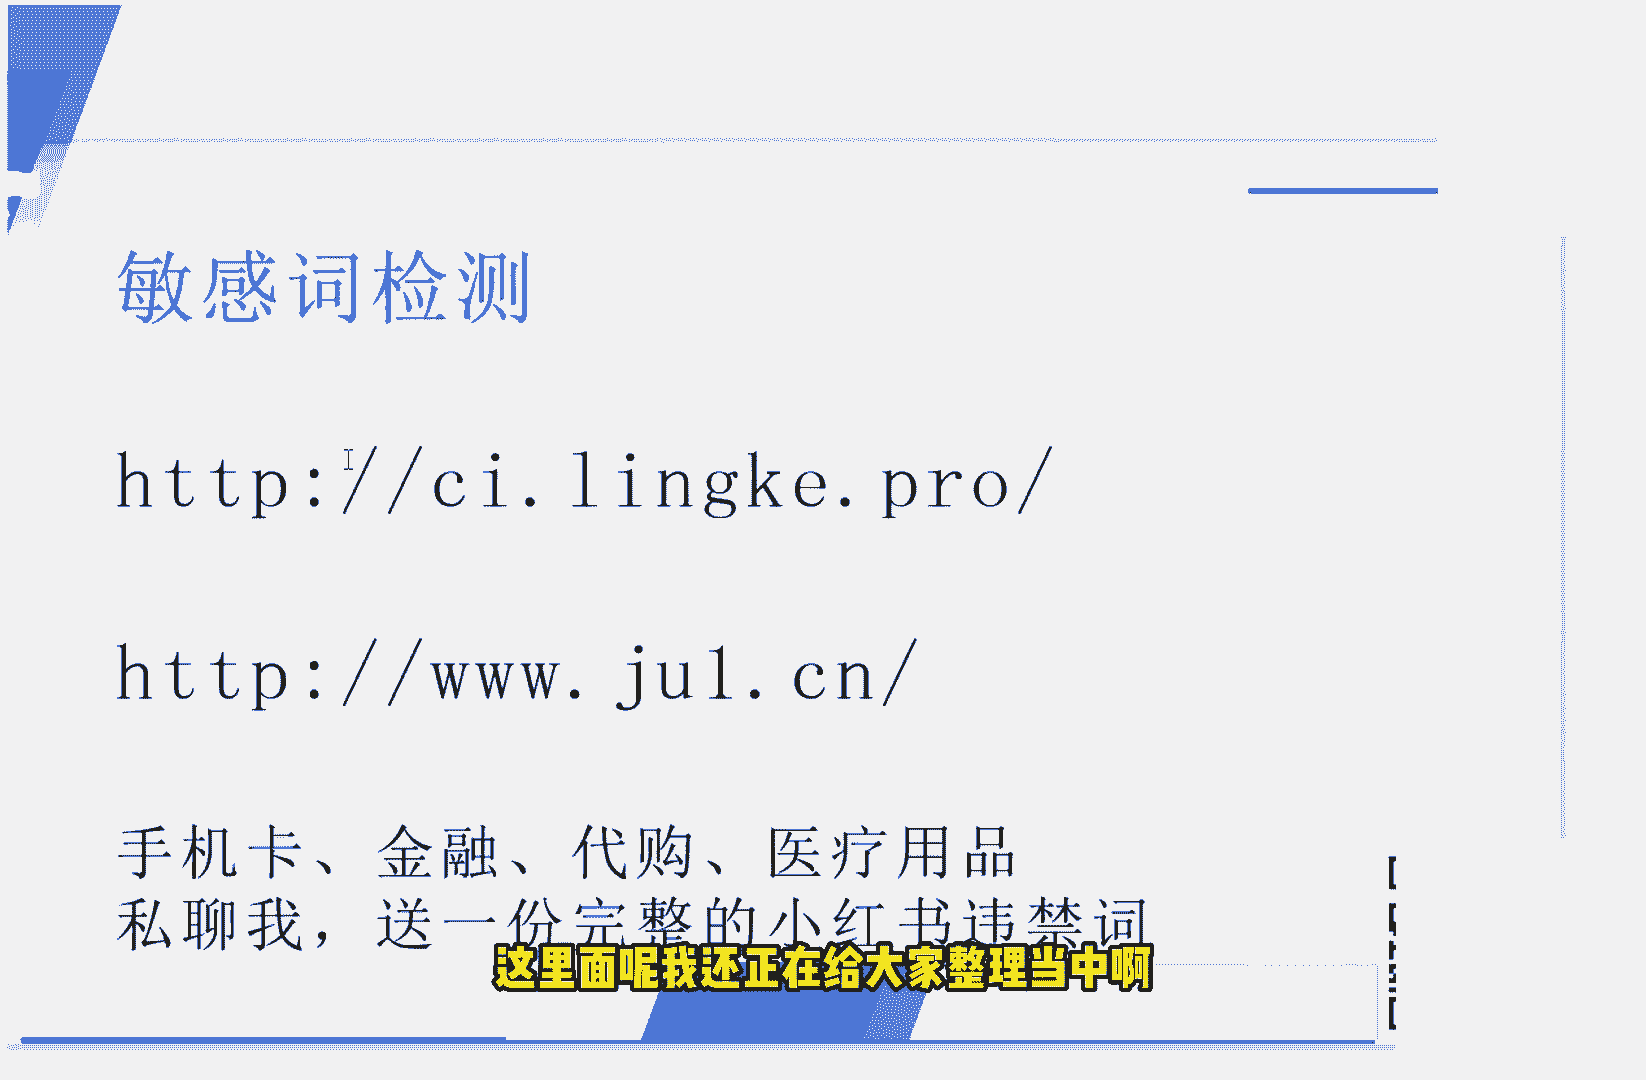 敏感词检测
http://ci.lingke.pro/
http://www.ju1.cn/
手机卡、金融、代购、医疗用品
私聊我，送一份完整的小红书违禁词
这里面呢我还正在给大家整理当中啊